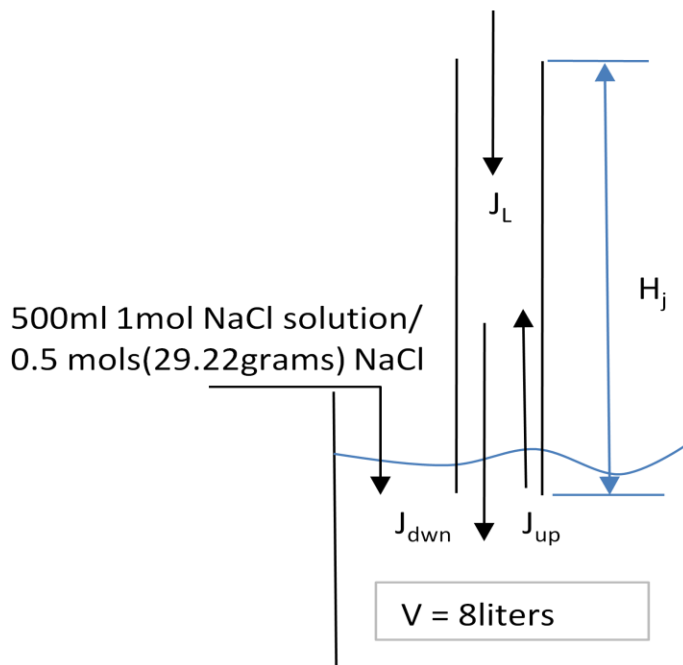 J_L
H_j
500ml 1mol NaCl solution/
0.5 mols(29.22grams) NaCl
J_dwn
J_up
V = 8liters